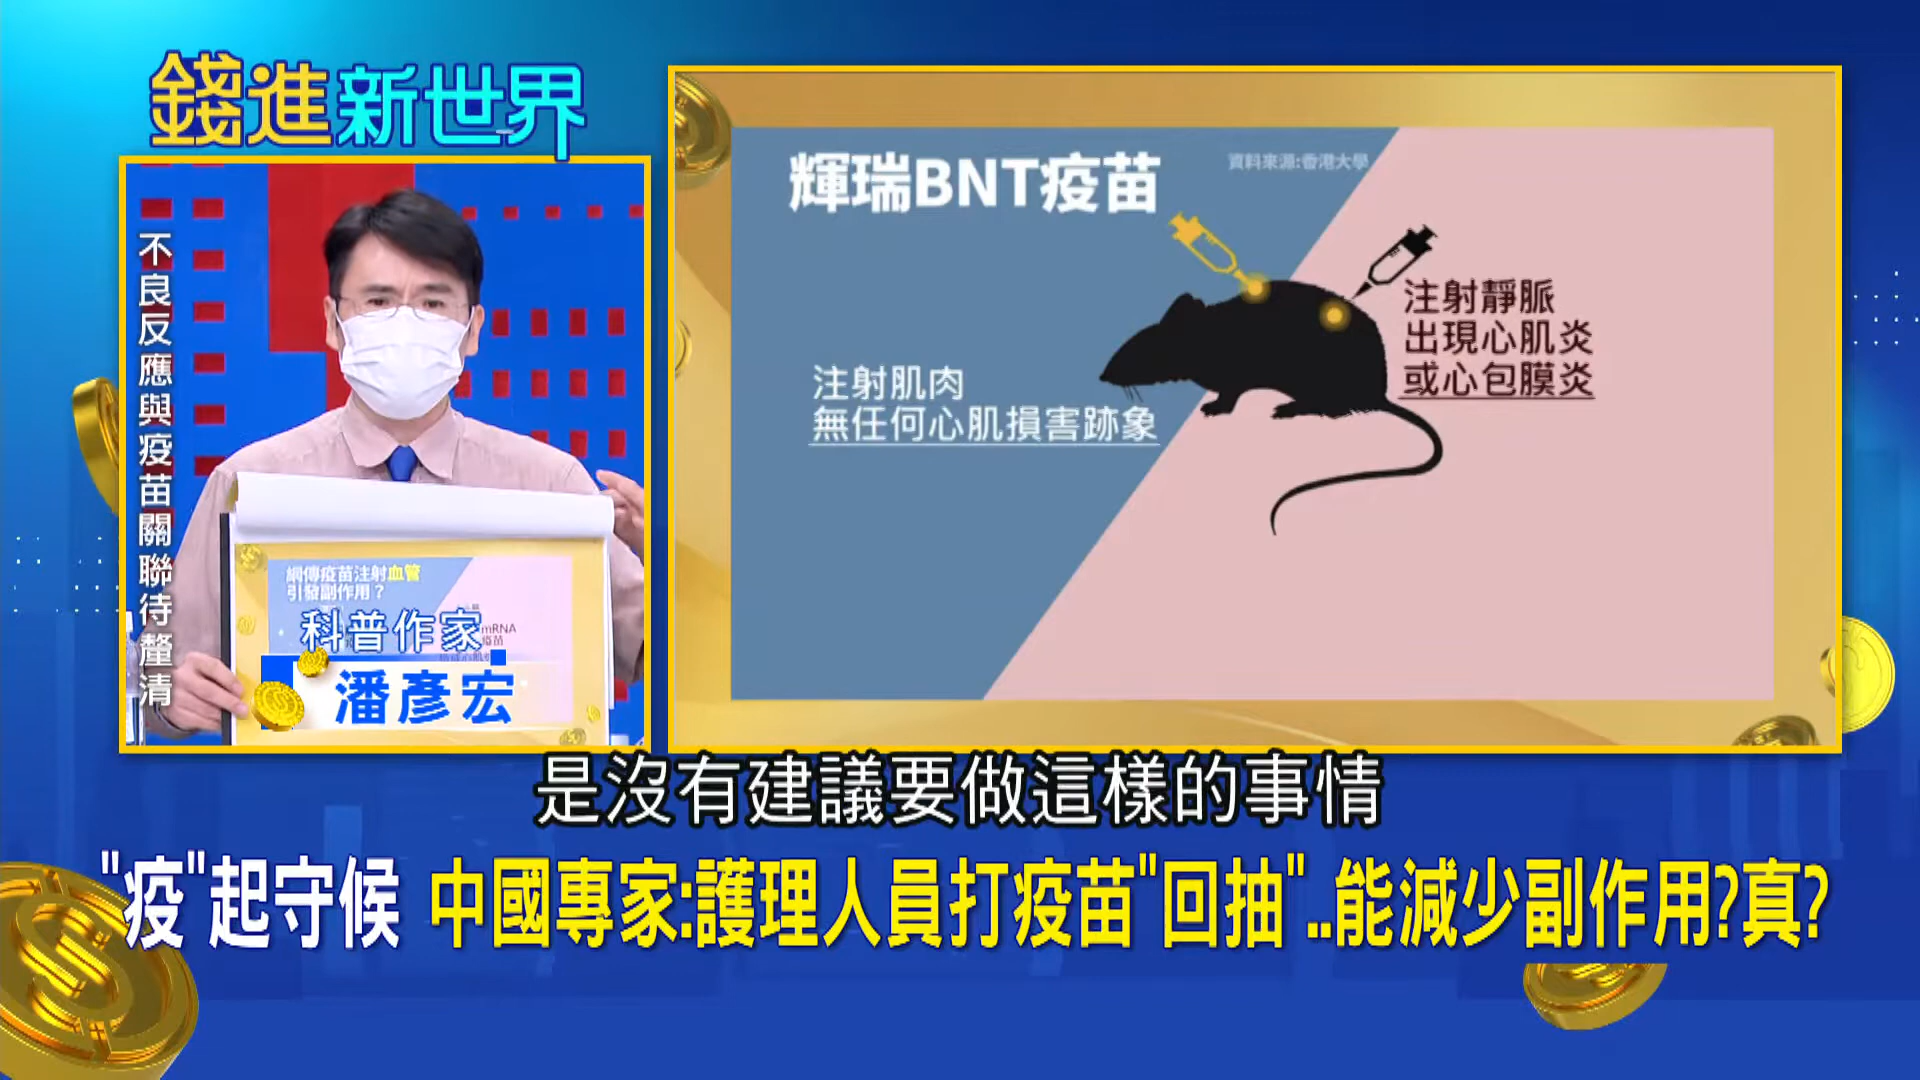 錢進新世界
不良反應與疫苗關聯待釐清
網傳疫苗注射血管
引發副作用？
mRNA
疫苗
科普作家
潘彥宏
輝瑞BNT疫苗
資料來源:香港大學
注射肌肉
無任何心肌損害跡象
注射靜脈
出現心肌炎
或心包膜炎
是沒有建議要做這樣的事情
"疫"起守候 中國專家:護理人員打疫苗"回抽"..能減少副作用?真?